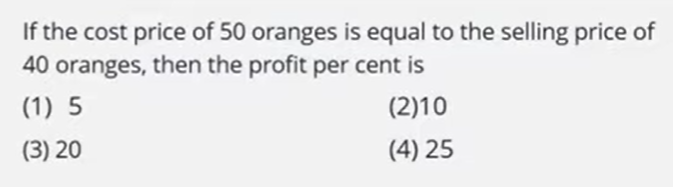 If the cost price of 50 oranges is equal to the selling price of
40 oranges, then the profit per cent is
(1) 5 (2)10
(3) 20 (4) 25